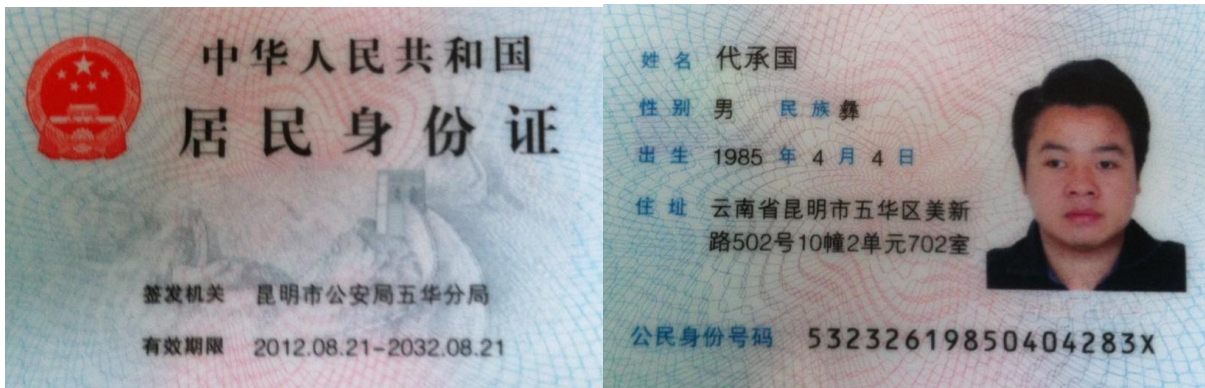 中华人民共和国
居民身份证
签发机关 昆明市公安局五华分局
有效期限 2012.08.21-2032.08.21
姓名 代承国
性别 男 民族 彝
出生 1985 年 4 月 4 日
住址 云南省昆明市五华区美新
路502号10幢2单元702室
公民身份号码 53232619850404283X